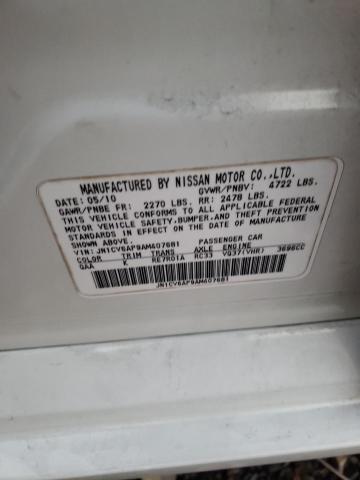 MANUFACTURED BY NISSAN MOTOR CO.,LTD.
DATE: 05/10 GVWR/PNBV: 4722 LBS.
GAWR/PNBE FR: 2270 LBS. RR: 2478 LBS.
THIS VEHICLE CONFORMS TO ALL APPLICABLE FEDERAL
MOTOR VEHICLE SAFETY,BUMPER,AND THEFT PREVENTION
STANDARDS IN EFFECT ON THE DATE OF MANUFACTURE
SHOWN ABOVE.
VIN: JN1CV6AP9AM607681 PASSENGER CAR
COLOR TRIM TRANS AXLE ENGINE 3696CC
QAA K RE7R01A RC33 VQ37(VHR)
JN1CV6AP9AM607681